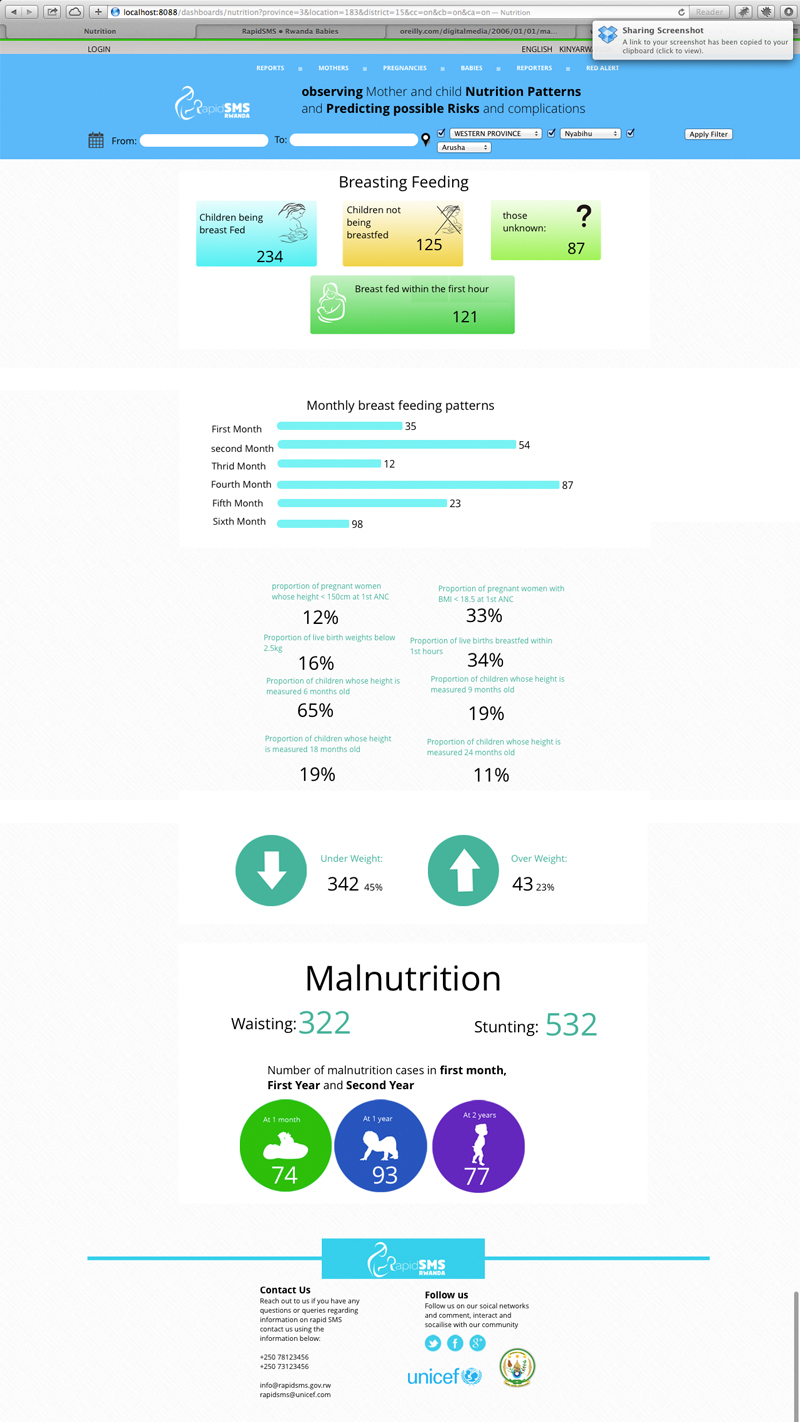 localhost:8088/dashboards/nutrition?province=3&location=183&district=15&cc=on&cb=on&ca=on — Nutrition
Reader
Nutrition
RapidSMS ● Rwanda Babies
oreilly.com/digitalmedia/2006/01/01/ma...
Sharing Screenshot
A link to your screenshot has been copied to your
clipboard (click to view).
LOGIN
ENGLISH KINYARWA
REPORTS MOTHERS PREGNANCIES BABIES REPORTERS RED ALERT
RapidSMS
RWANDA
observing Mother and child Nutrition Patterns
and Predicting possible Risks and complications
From:
To:
WESTERN PROVINCE
Nyabihu
Arusha
Apply Filter
Breasting Feeding
Children being
breast Fed
234
Children not
being
breastfed
125
those
unknown:
?
87
Breast fed within the first hour
121
Monthly breast feeding patterns
First Month 35
second Month 54
Thrid Month 12
Fourth Month 87
Fifth Month 23
Sixth Month 98
proportion of pregnant women
whose height < 150cm at 1st ANC
12%
Proportion of pregnant women with
BMI < 18.5 at 1st ANC
33%
Proportion of live birth weights below
2.5kg
16%
Proportion of live births breastfed within
1st hours
34%
Proportion of children whose height is
measured 6 months old
65%
Proportion of children whose height is
measured 9 months old
19%
Proportion of children whose height
is measured 18 months old
19%
Proportion of children whose height is
measured 24 months old
11%
Under Weight:
342 45%
Over Weight:
43 23%
Malnutrition
Waisting: 322
Stunting: 532
Number of malnutrition cases in first month,
First Year and Second Year
At 1 month
74
At 1 year
93
At 2 years
77
RapidSMS
RWANDA
Contact Us
Reach out to us if you have any
questions or queries regarding
information on rapid SMS
contact us using the
information below:
+250 78123456
+250 73123456
info@rapidsms.gov.rw
rapidsms@unicef.com
Follow us
Follow us on our soical networks
and comment, interact and
socailise with our community
unicef